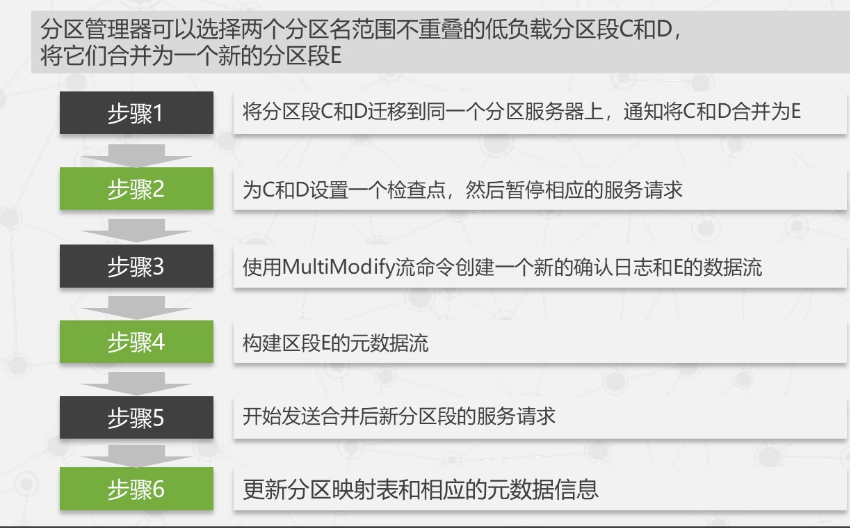 分区管理器可以选择两个分区名范围不重叠的低负载分区段C和D，
将它们合并为一个新的分区段E
步骤1
将分区段C和D迁移到同一个分区服务器上，通知将C和D合并为E
步骤2
为C和D设置一个检查点，然后暂停相应的服务请求
步骤3
使用MultiModify流命令创建一个新的确认日志和E的数据流
步骤4
构建区段E的元数据流
步骤5
开始发送合并后新分区段的服务请求
步骤6
更新分区映射表和相应的元数据信息